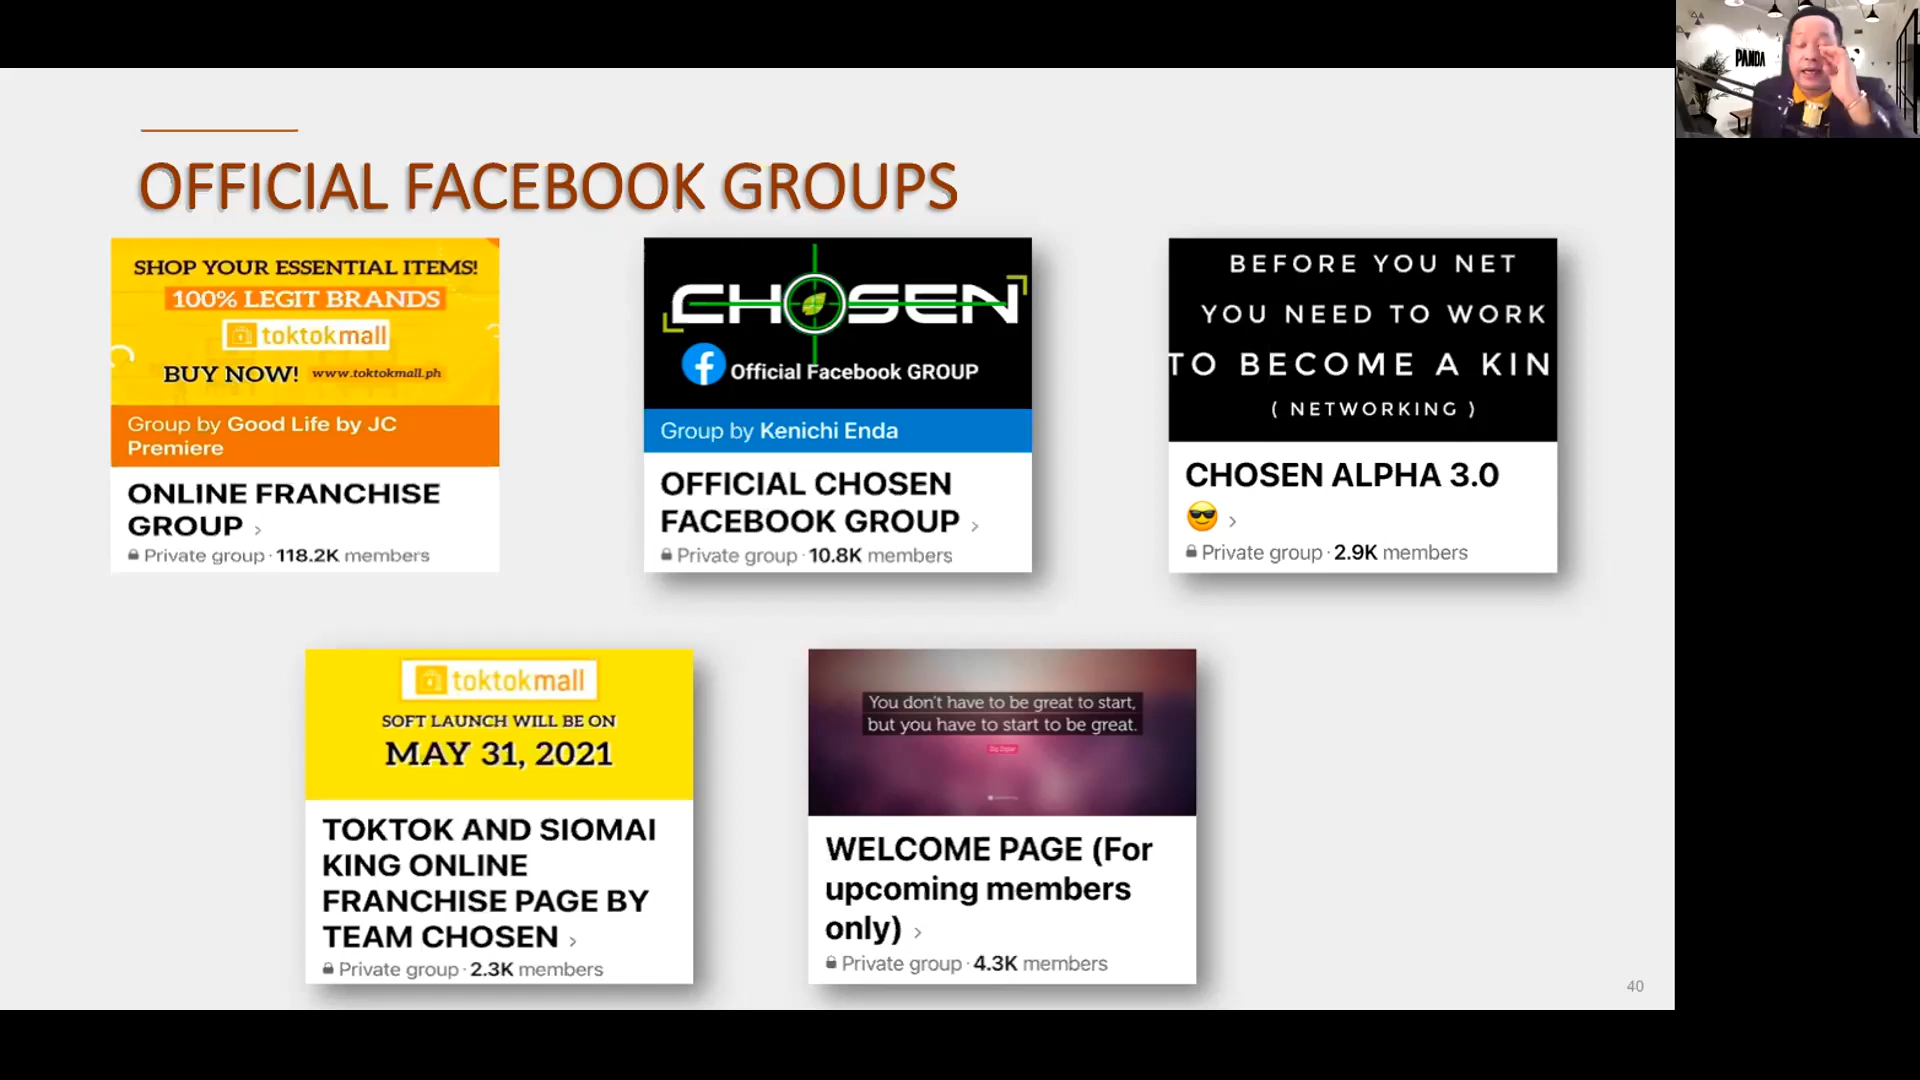 PANDA
OFFICIAL FACEBOOK GROUPS
SHOP YOUR ESSENTIAL ITEMS!
100% LEGIT BRANDS
toktokmall
BUY NOW! www.toktokmall.ph
Group by Good Life by JC
Premiere
ONLINE FRANCHISE
GROUP >
Private group · 118.2K members
CHOSEN
f Official Facebook GROUP
Group by Kenichi Enda
OFFICIAL CHOSEN
FACEBOOK GROUP >
Private group · 10.8K members
BEFORE YOU NET
YOU NEED TO WORK
TO BECOME A KIN
( NETWORKING )
CHOSEN ALPHA 3.0
😎 >
Private group · 2.9K members
toktokmall
SOFT LAUNCH WILL BE ON
MAY 31, 2021
TOKTOK AND SIOMAI
KING ONLINE
FRANCHISE PAGE BY
TEAM CHOSEN >
Private group · 2.3K members
You don't have to be great to start,
but you have to start to be great.
WELCOME PAGE (For
upcoming members
only) >
Private group · 4.3K members
40